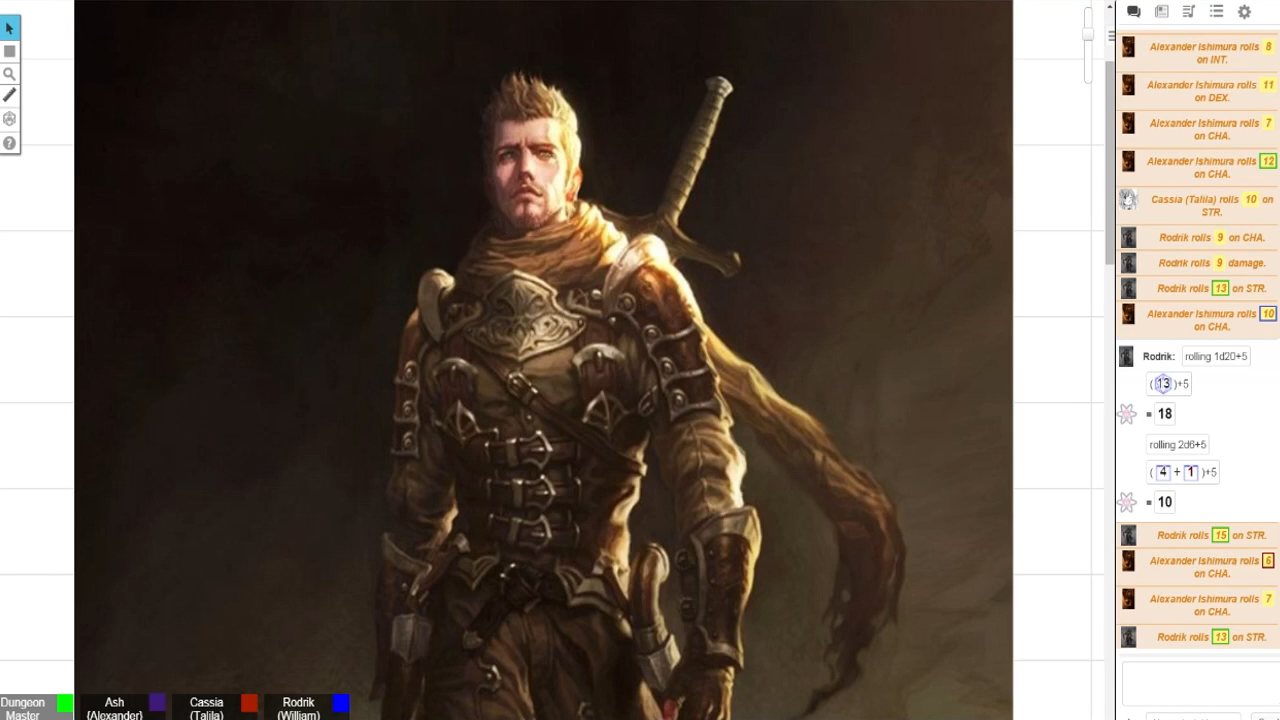 Alexander Ishimura rolls 8
on INT.
Alexander Ishimura rolls 11
on DEX.
Alexander Ishimura rolls 7
on CHA.
Alexander Ishimura rolls 12
on CHA.
Cassia (Talila) rolls 10 on
STR.
Rodrik rolls 9 on CHA.
Rodrik rolls 9 damage.
Rodrik rolls 13 on STR.
Alexander Ishimura rolls 10
on CHA.
Rodrik: rolling 1d20+5
(13)+5
= 18
rolling 2d6+5
(4 + 1)+5
= 10
Rodrik rolls 15 on STR.
Alexander Ishimura rolls 6
on CHA.
Alexander Ishimura rolls 7
on CHA.
Rodrik rolls 13 on STR.
Dungeon
Master
Ash
{Alexander}
Cassia
(Talila)
Rodrik
(William)